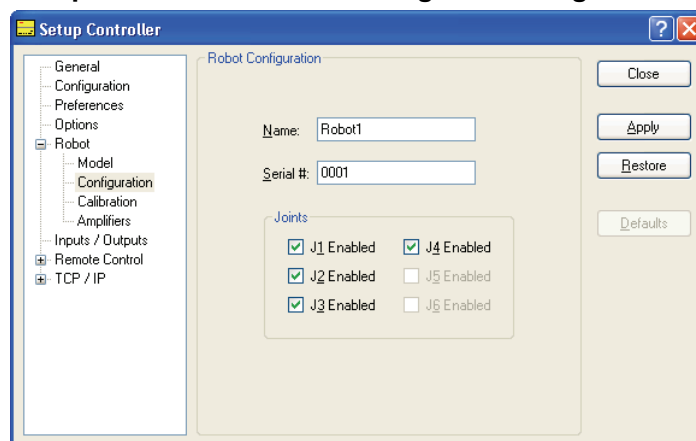 Setup Controller
General
Configuration
Preferences
Options
Robot
Model
Configuration
Calibration
Amplifiers
Inputs / Outputs
Remote Control
TCP / IP
Robot Configuration
Name: Robot1
Serial #: 0001
Joints
J1 Enabled J4 Enabled
J2 Enabled J5 Enabled
J3 Enabled J6 Enabled
Close
Apply
Restore
Defaults